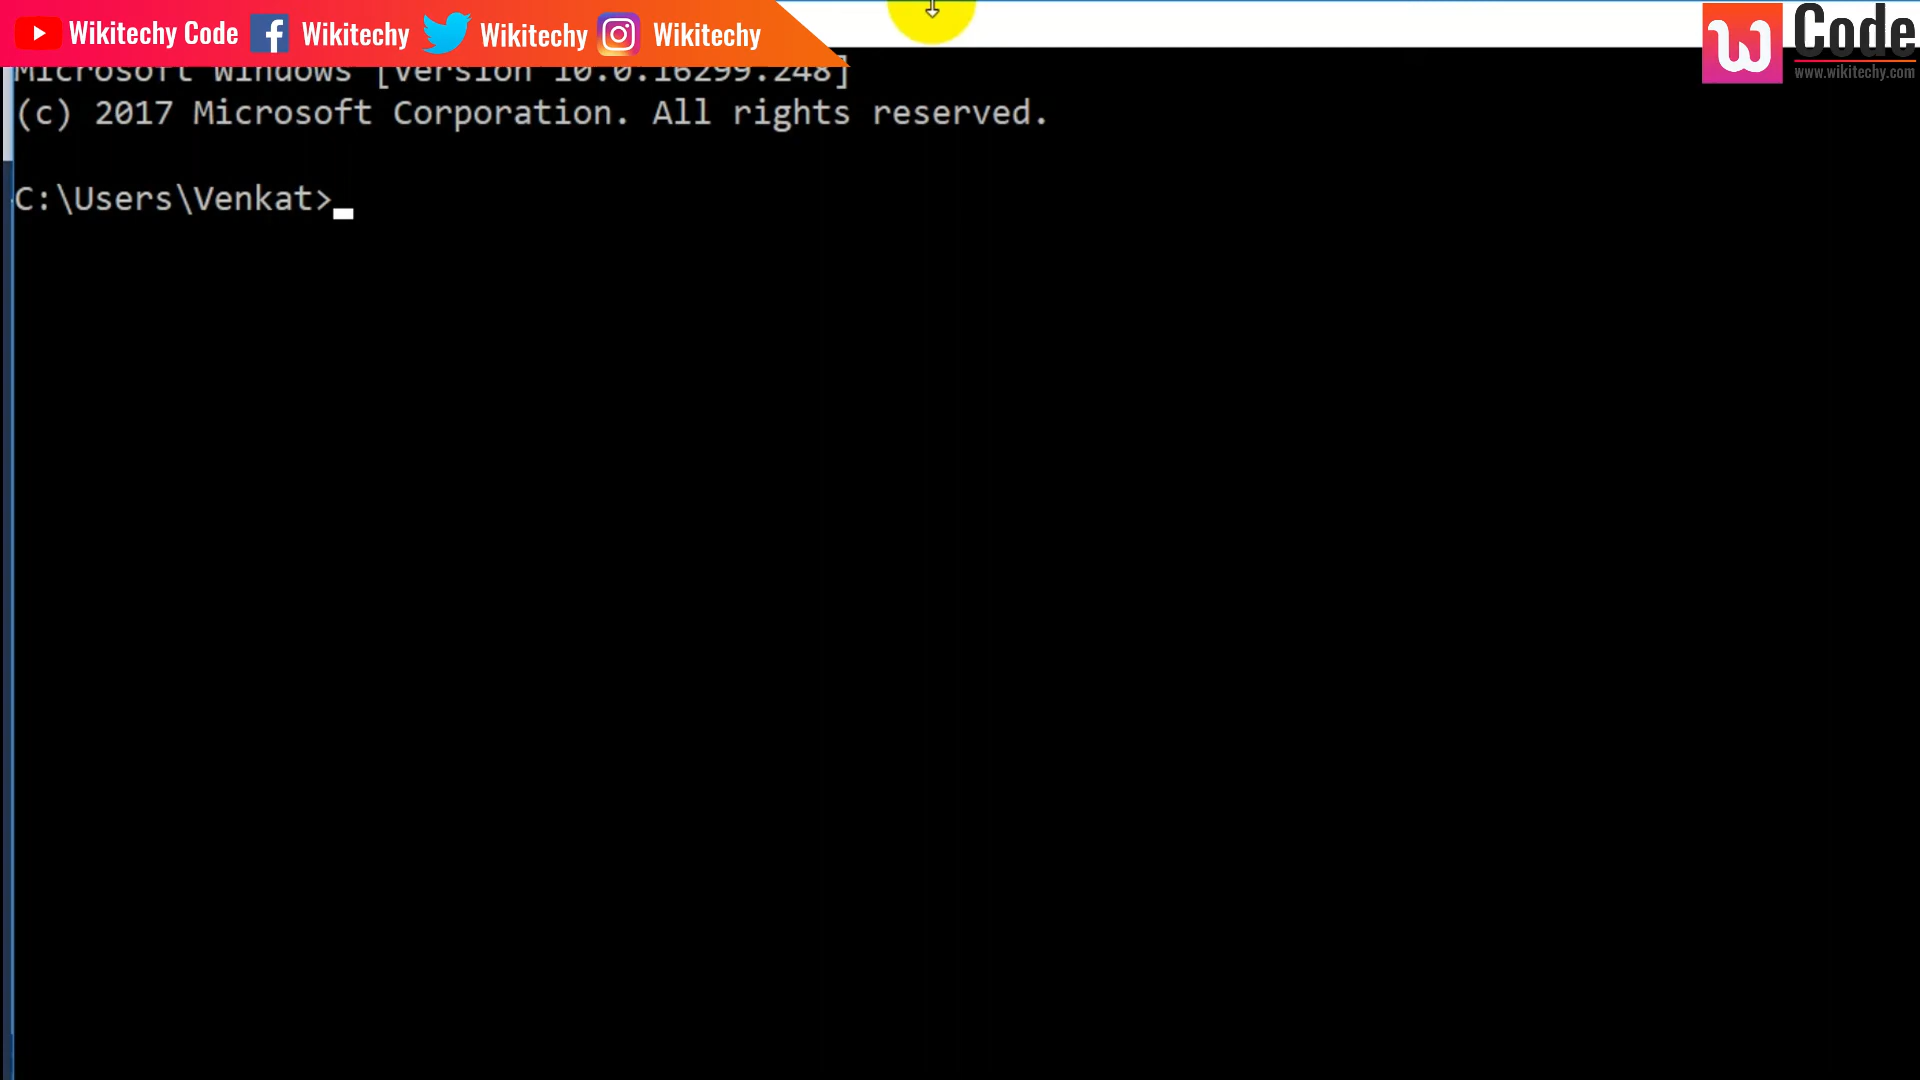 Wikitechy Code Wikitechy Wikitechy Wikitechy
Code
www.wikitechy.com
Microsoft Windows [Version 10.0.16299.248]
(c) 2017 Microsoft Corporation. All rights reserved.
C:\Users\Venkat>